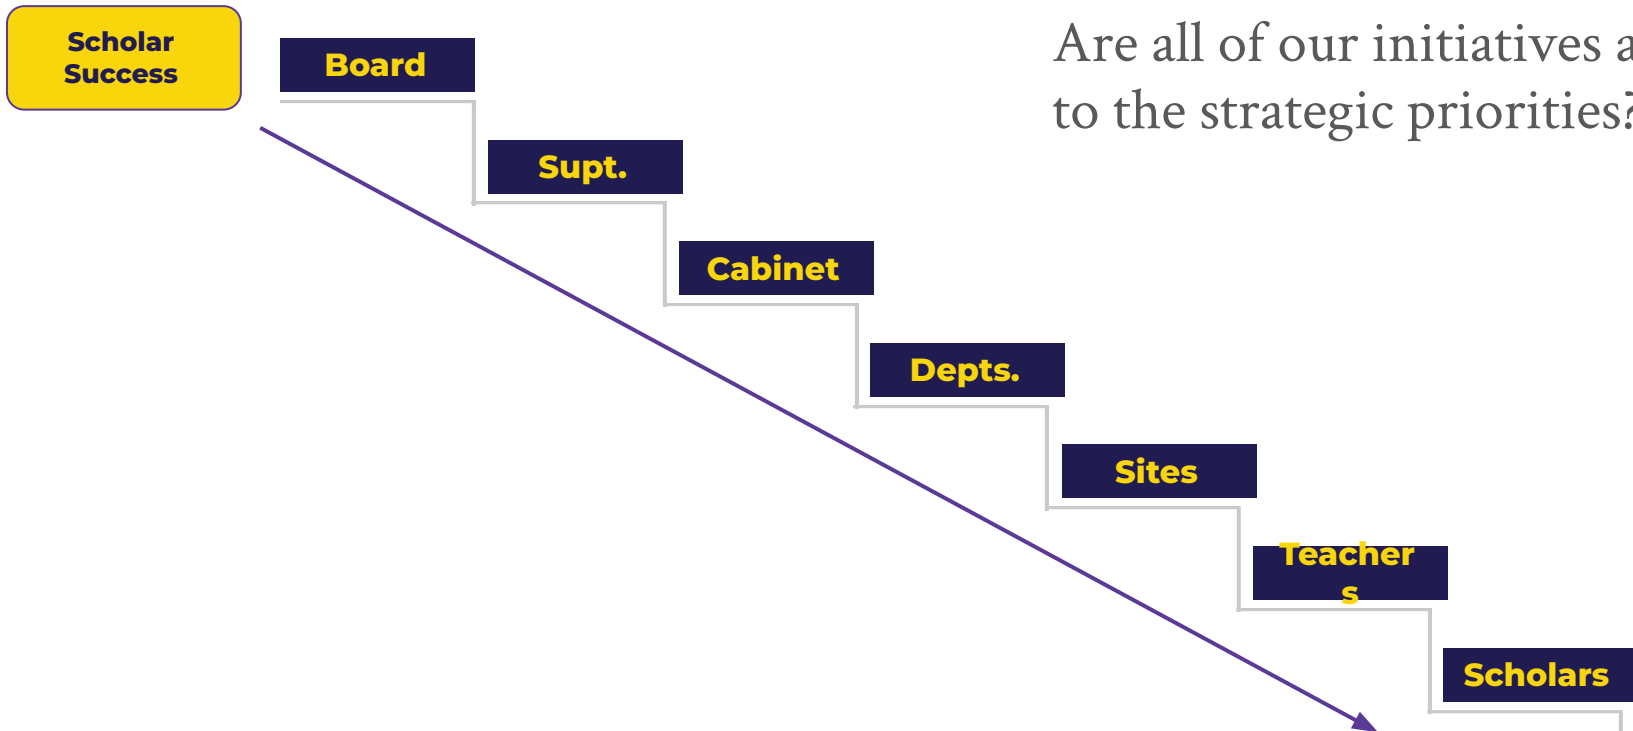 Scholar
Success
Board
Are all of our initiatives
to the strategic priorities?
Supt.
Cabinet
Depts.
Sites
Teacher
s
Scholars